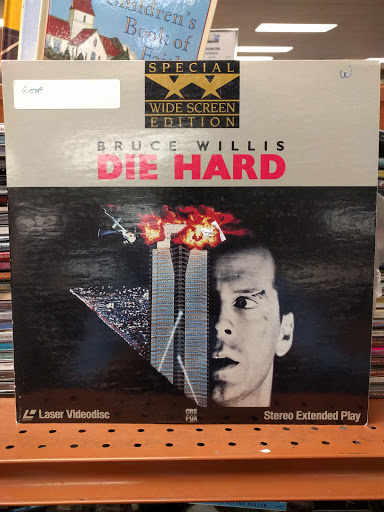 Children's
Book of
SPECIAL
WIDE SCREEN
EDITION
BRUCE WILLIS
DIE HARD
Laser Videodisc
CBS
FOX
Stereo Extended Play